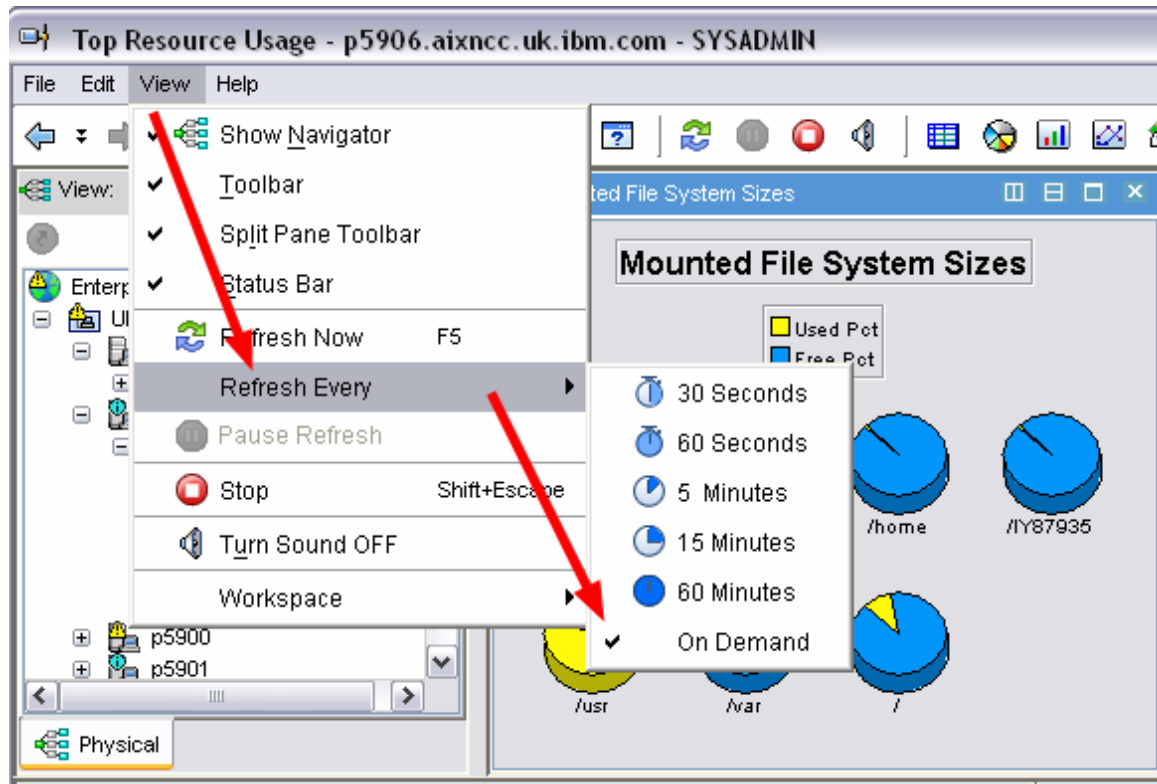 Top Resource Usage - p5906.aixncc.uk.ibm.com - SYSADMIN
File Edit View Help
View:
Show Navigator
Toolbar
Split Pane Toolbar
Status Bar
Refresh Now F5
Refresh Every
Pause Refresh
Stop Shift+Escape
Turn Sound OFF
Workspace
30 Seconds
60 Seconds
5 Minutes
15 Minutes
60 Minutes
On Demand
p5900
p5901
Physical
File System Sizes
Mounted File System Sizes
Used Pct
Free Pct
/home
/IY87935
/usr
/var
/